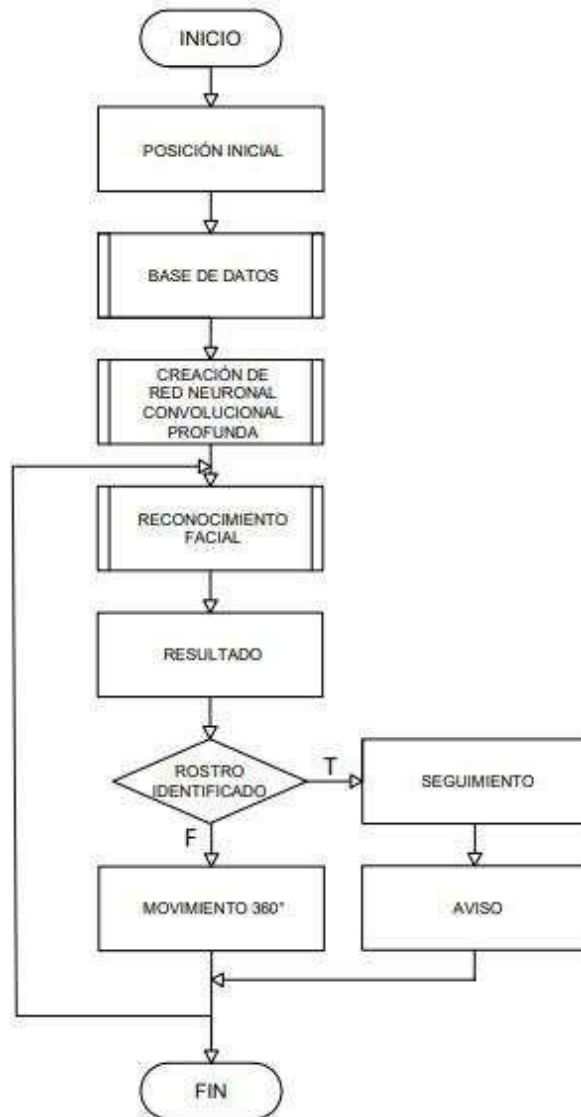 INICIO
POSICIÓN INICIAL
BASE DE DATOS
CREACIÓN DE
RED NEURONAL
CONVOLUCIONAL
PROFUNDA
RECONOCIMIENTO
FACIAL
RESULTADO
ROSTRO
IDENTIFICADO
T
SEGUIMIENTO
F
MOVIMIENTO 360°
AVISO
FIN